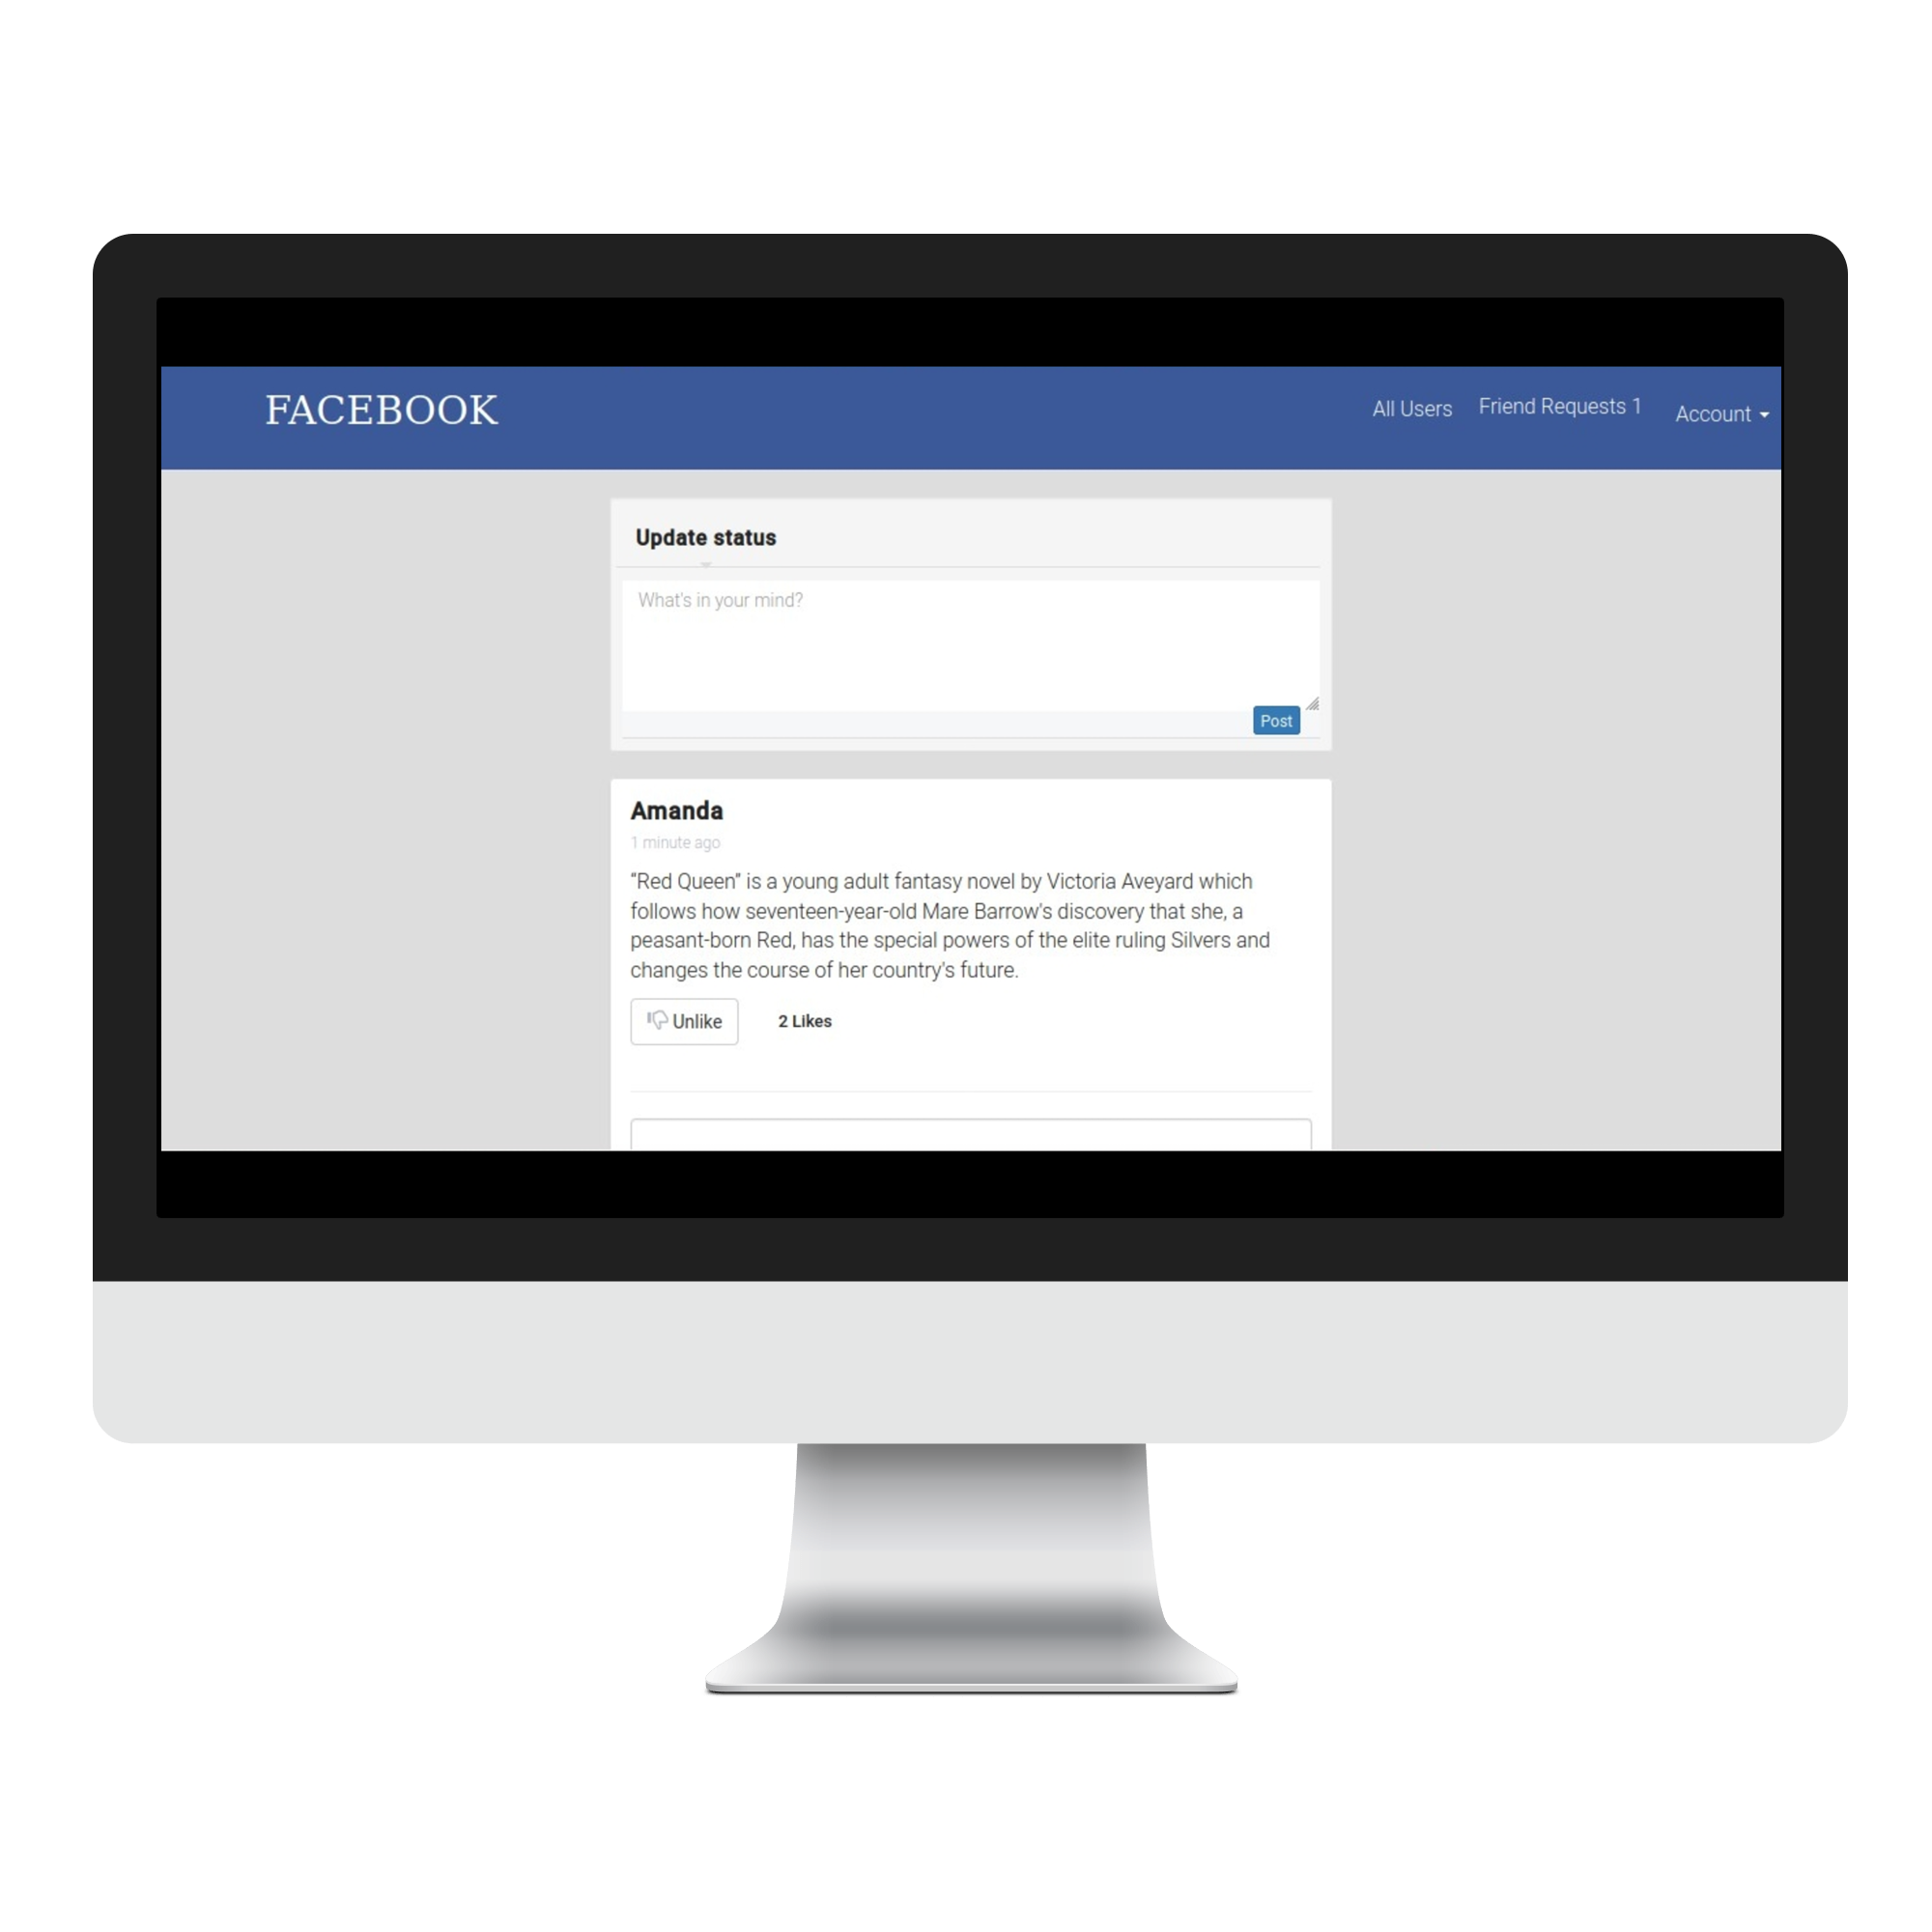 FACEBOOK
All Users Friend Requests 1 Account
Update status
What's in your mind?
Post
Amanda
1 minute ago
“Red Queen” is a young adult fantasy novel by Victoria Aveyard which
follows how seventeen-year-old Mare Barrow's discovery that she, a
peasant-born Red, has the special powers of the elite ruling Silvers and
changes the course of her country's future.
Unlike 2 Likes